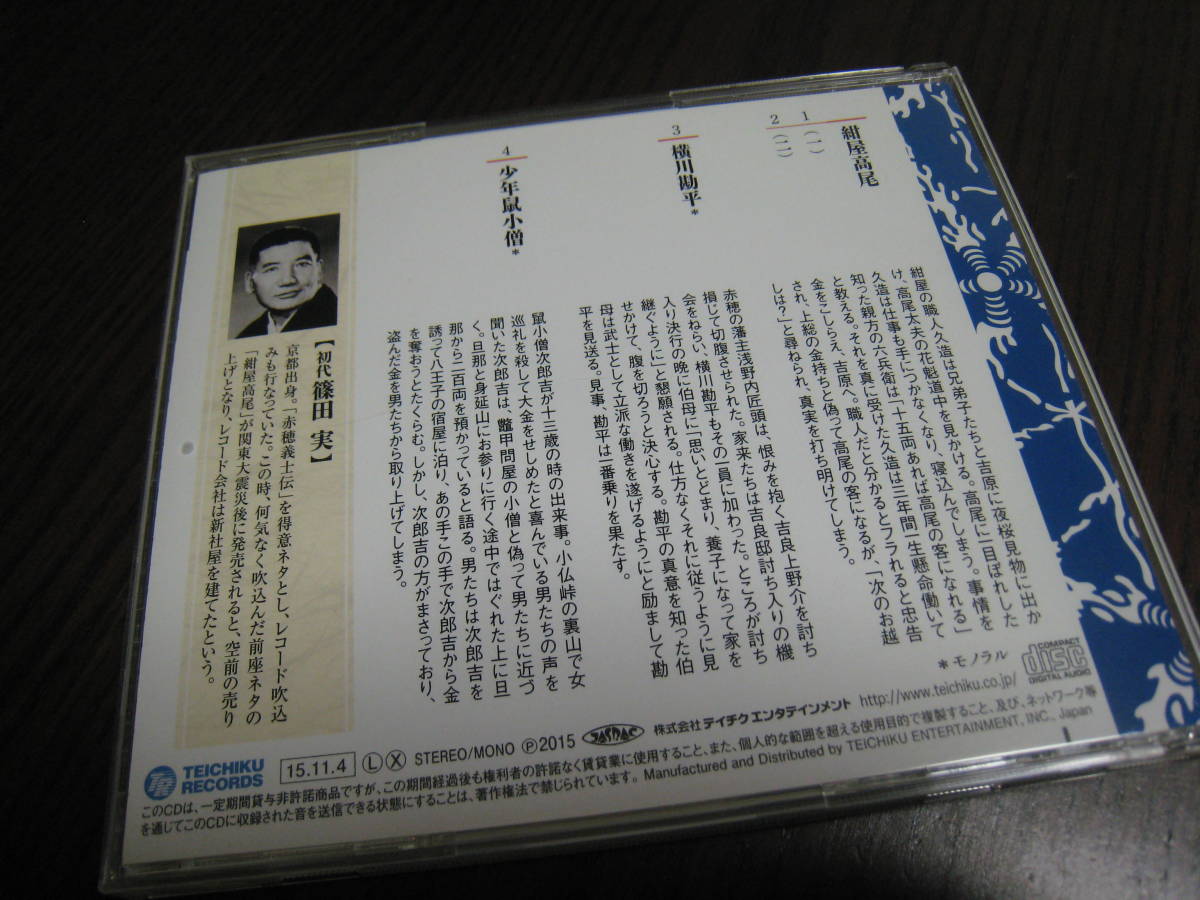 紺屋高尾
1 （一）
2 （二）
3 横川勘平*
4 少年鼠小僧*
紺屋の職人久造は兄弟子たちと吉原に夜桜見物に出か
け、高尾太夫の花魁道中を見かける。高尾に一目ぼれした
久造は仕事も手につかなくなり、寝込んでしまう。事情を
知った親方の六兵衛は「十五両あれば高尾の客になれる」
と教える。それを真に受けた久造は三年間一生懸命働いて
金をこしらえ、吉原へ。職人だと分かるとフラれると忠告
され、上総の金持ちと偽って高尾の客になるが、「次のお越
しは？」と尋ねられ、真実を打ち明けてしまう。
赤穂の藩主浅野内匠頭は、恨みを抱く吉良上野介を討ち
損じて切腹させられた。家来たちは吉良邸討ち入りの機
会をねらい、横川勘平もその一員に加わった。ところが討ち
入り決行の晩に伯母に「思いとどまり、養子になって家を
継ぐように」と懇願される。仕方なくそれに従うように見
せかけて、腹を切ろうと決心する。勘平の真意を知った伯
母は武士として立派な働きを遂げるようにと励まして勘
平を見送る。見事、勘平は一番乗りを果たす。
鼠小僧次郎吉が十三歳の時の出来事。小仏峠の裏山で女
巡礼を殺して大金をせしめたと喜んでいる男たちの声を
聞いた次郎吉は、鼈甲問屋の小僧と偽って男たちに近づ
く。旦那と身延山にお参りに行く途中ではぐれた上に旦
那から二百両を預かっていると語る。男たちは次郎吉を
誘って八王子の宿屋に泊り、あの手この手で次郎吉から金
を奪おうとたくらむ。しかし、次郎吉の方がまさっており、
盗んだ金を男たちから取り上げてしまう。
【初代 篠田 実】
京都出身。「赤穂義士伝」を得意ネタとし、レコード吹込
みも行なっていた。この時、何気なく吹込んだ前座ネタの
「紺屋高尾」が関東大震災後に発売されると、空前の売り
上げとなり、レコード会社は新社屋を建てたという。
*モノラル
COMPACT
disc
DIGITAL AUDIO
TEICHIKU
RECORDS
15.11.4 Ⓛ Ⓧ STEREO/MONO Ⓟ2015 JASRAC 株式会社テイチクエンタテインメント http://www.teichiku.co.jp/
このCDは、一定期間貸与非許諾商品ですが、この期間経過後も権利者の許諾なく賃貸業に使用すること、また、個人的な範囲を超える使用目的で複製すること、及び、ネットワーク等
を通じてこのCDに収録された音を送信できる状態にすることは、著作権法で禁じられています。 Manufactured and Distributed by TEICHIKU ENTERTAINMENT, INC., Japan